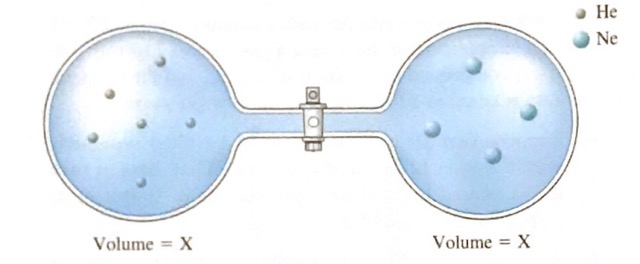 He
Ne
Volume = X
Volume = X